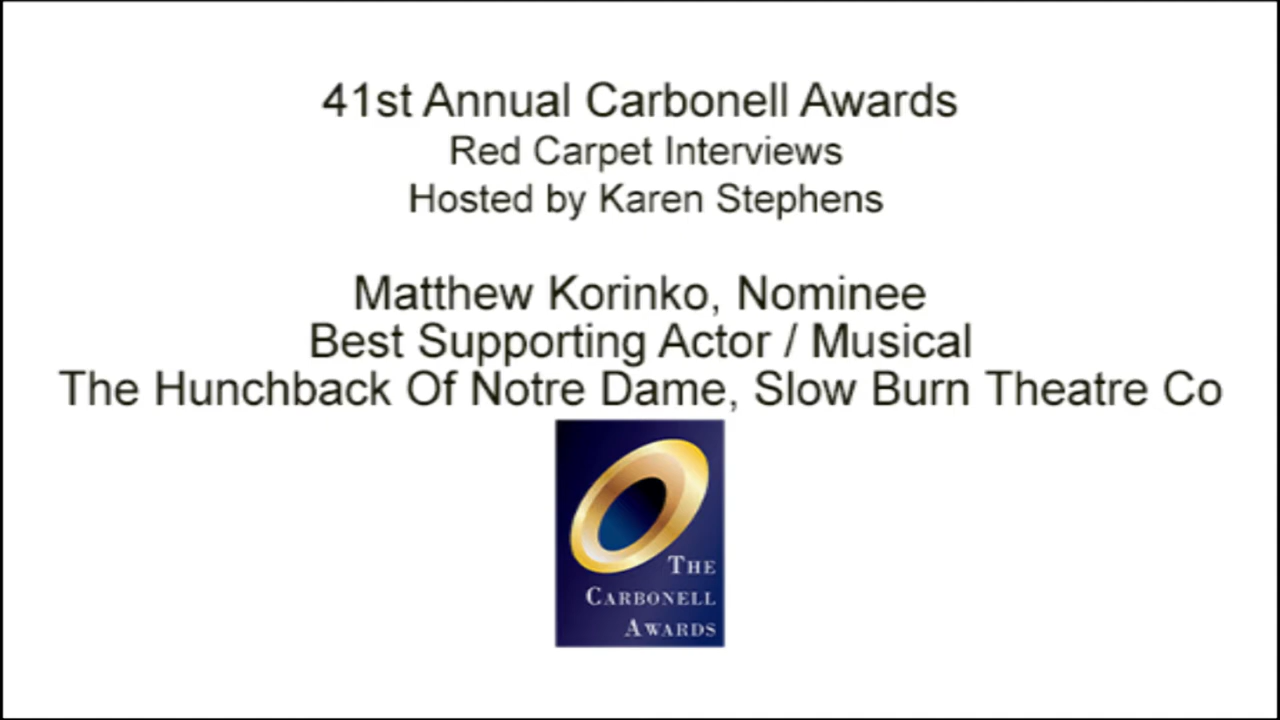 41st Annual Carbonell Awards
Red Carpet Interviews
Hosted by Karen Stephens
Matthew Korinko, Nominee
Best Supporting Actor / Musical
The Hunchback Of Notre Dame, Slow Burn Theatre Co
THE
CARBONELL
AWARDS